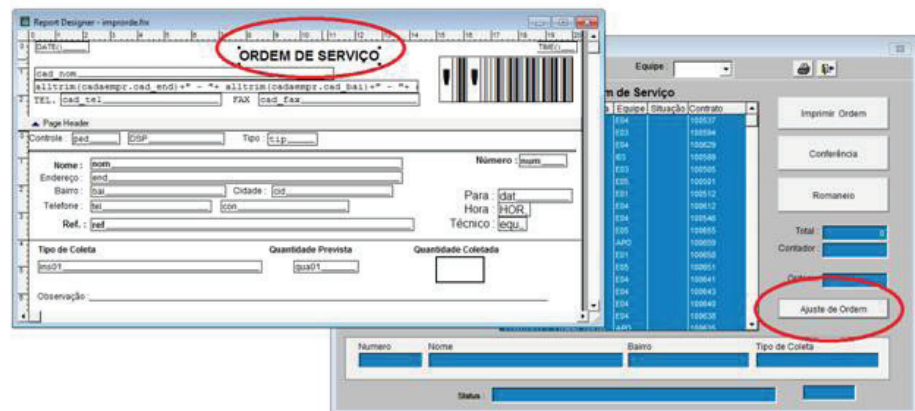 Report Designer - improrde.frx
DATE() TIME()
ORDEM DE SERVIÇO
cad_nom
alltrim(cadaempr.cad_end)+" - "+ alltrim(cadaempr.cad_bai)+" - "+
TEL. cad_tel FAX cad_fax
Page Header
Controle : ped DSP Tipo : tip
Nome : nom Número : num
Endereço : end
Bairro : bai Cidade : cid Para : dat
Telefone : tel con Hora : HOR
Ref. : ref Técnico : equ
Tipo de Coleta Quantidade Prevista Quantidade Coletada
ins01 qua01
Observação :
Equipe :
m de Serviço
Equipe Situação Contrato
E04 100537
E03 100594
E04 100629
100588
E03 100505
E05 100501
E01 100512
E04 100612
E04 100546
E05 100655
APO 100659
E01 100650
E05 100651
E04 100641
E04 100643
E04 100640
E04 100638
APO 100635
Imprimir Ordem
Conferência
Romaneio
Total : 0
Contador :
Ajuste de Ordem
Numero Nome Bairro Tipo de Coleta
Status :